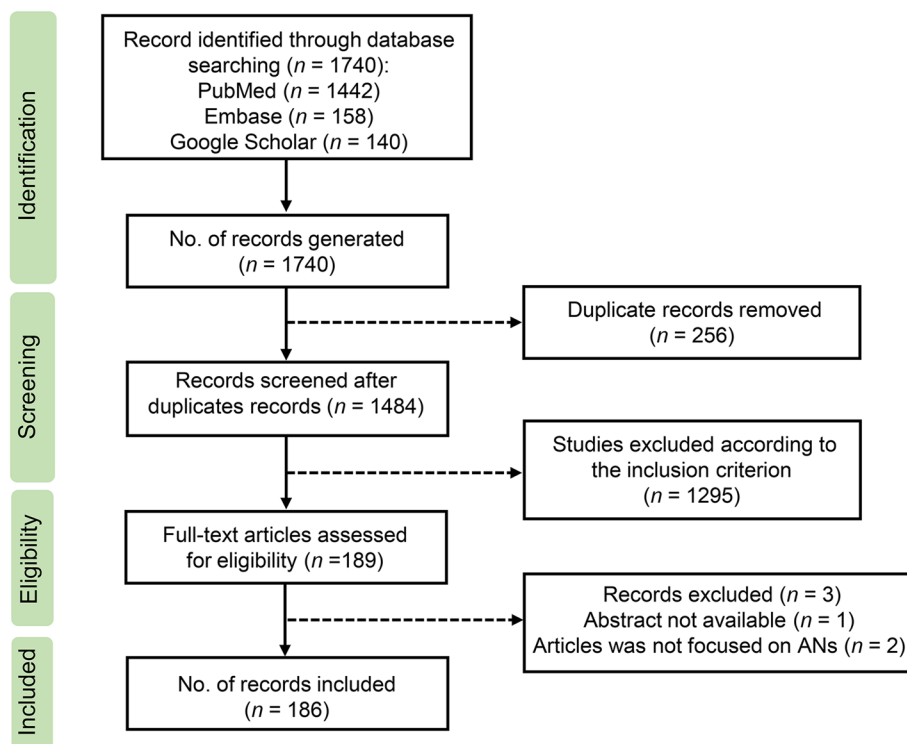 Identification
Record identified through database
searching (n = 1740):
PubMed (n = 1442)
Embase (n = 158)
Google Scholar (n = 140)
No. of records generated
(n = 1740)
Screening
Duplicate records removed
(n = 256)
Records screened after
duplicates records (n = 1484)
Studies excluded according to
the inclusion criterion
(n = 1295)
Eligibility
Full-text articles assessed
for eligibility (n =189)
Records excluded (n = 3)
Abstract not available (n = 1)
Articles was not focused on ANs (n = 2)
Included
No. of records included
(n = 186)